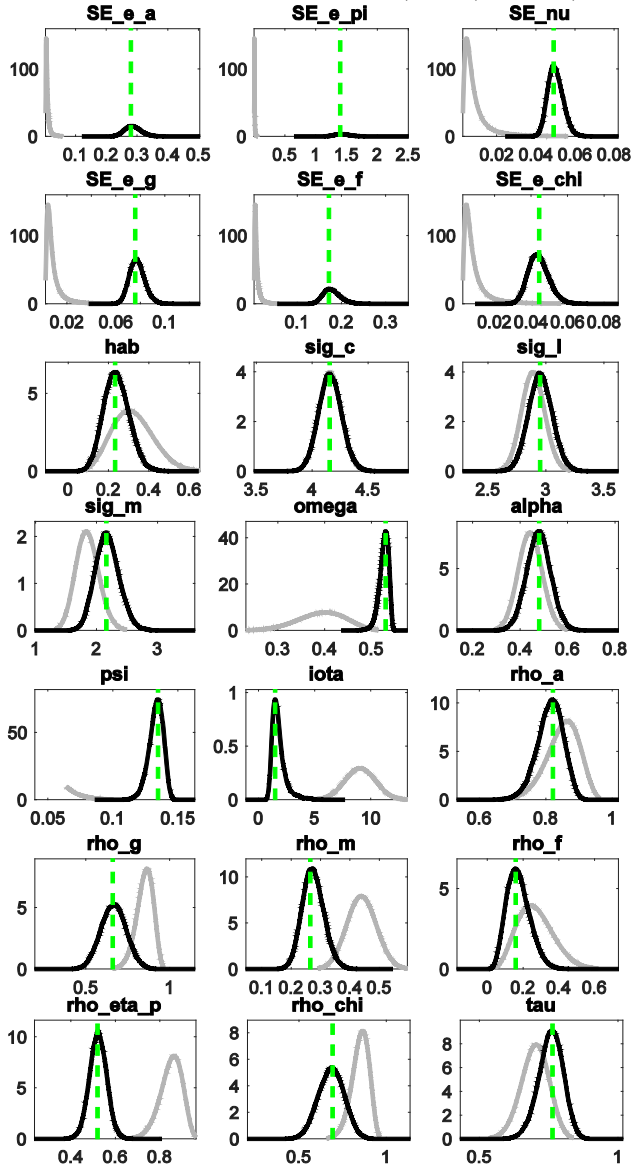 SE_e_a SE_e_pi SE_nu
100 100 100
0 0 0
0.1 0.2 0.3 0.4 0.5 0.5 1 1.5 2 2.5 0.02 0.04 0.06 0.08
SE_e_g SE_e_f SE_e_chi
100 100 100
0 0 0
0.02 0.06 0.1 0.1 0.2 0.3 0.02 0.04 0.06 0.08
hab sig_c sig_l
5 4 4
2 2
0 0 0
0 0.2 0.4 0.6 3.5 4 4.5 2.5 3 3.5
sig_m omega alpha
2 40
1 20 5
0 0 0
1 2 3 0.3 0.4 0.5 0.2 0.4 0.6 0.8
psi iota rho_a
1 10
50 0.5 5
0 0 0
0.05 0.1 0.15 0 5 10 0.6 0.8 1
rho_g rho_m rho_f
10
5 5 5
0 0 0
0.5 1 0.1 0.2 0.3 0.4 0.5 0 0.2 0.4 0.6
rho_eta_p rho_chi tau
10 8 8
6 6
5 4 4
2 2
0 0 0
0.4 0.6 0.8 0.5 1 0.5 1